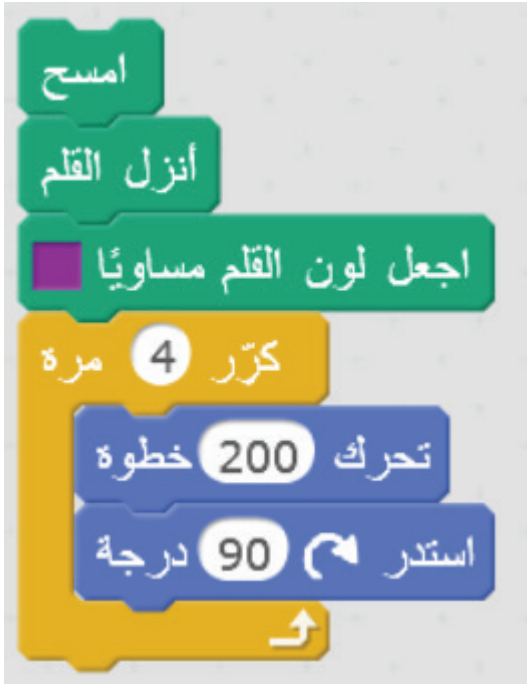 امسح
أنزل القلم
اجعل لون القلم مساويًا
كرّر 4 مرة
تحرك 200 خطوة
استدر 90 درجة